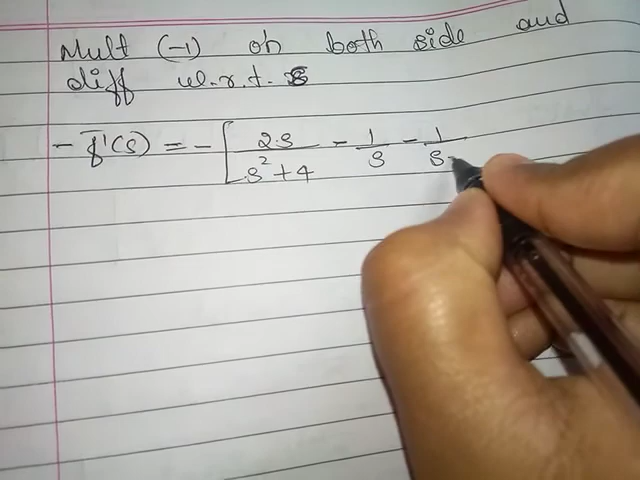 Mult (-1) on both side and
diff w.r.t. s
- f̄'(s) = - [ 2s/s²+4 - 1/s - 1/s-